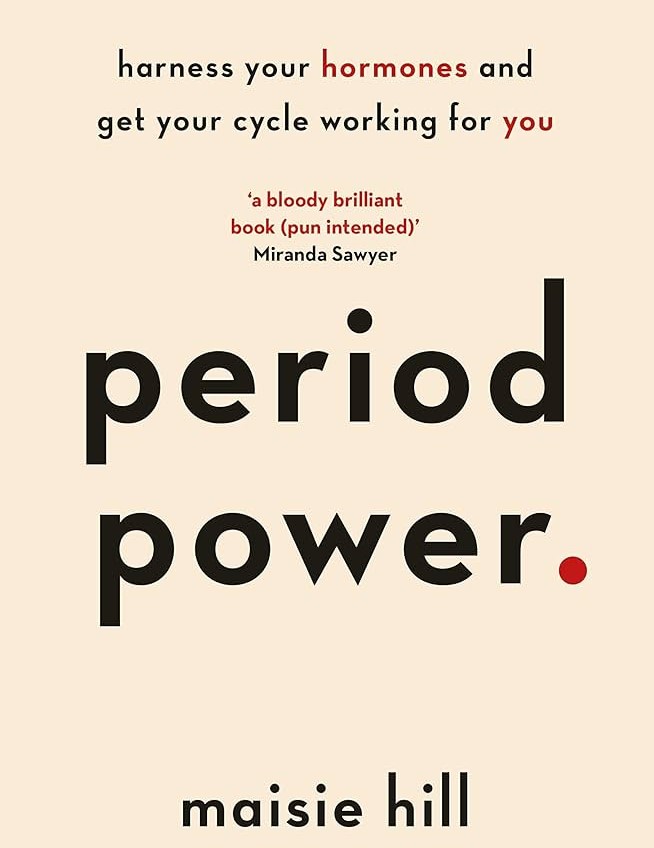 harness your hormones and
get your cycle working for you
‘a bloody brilliant
book (pun intended)’
Miranda Sawyer
period
power.
maisie hill